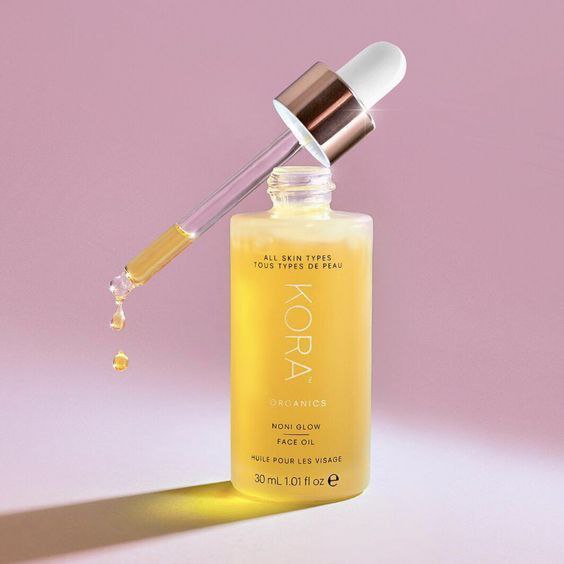 ALL SKIN TYPES
TOUS TYPES DE PEAU
KORA™
ORGANICS
NONI GLOW
FACE OIL
HUILE POUR LES VISAGE
30 mL 1.01 fl oz ℮